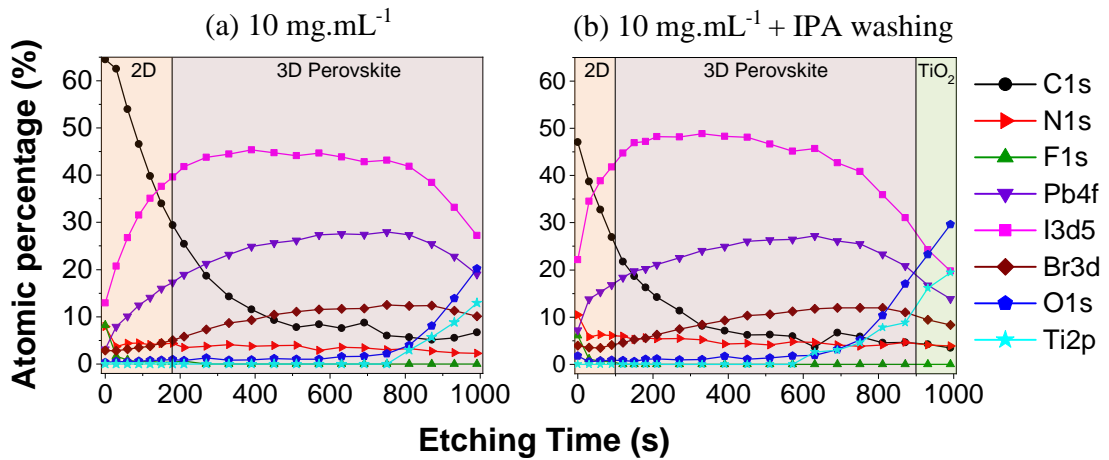 (a) 10 mg.mL⁻¹
(b) 10 mg.mL⁻¹ + IPA washing
Atomic percentage (%)
60
50
40
30
20
10
0
2D
3D Perovskite
0 200 400 600 800 1000
60
50
40
30
20
10
0
2D
3D Perovskite
TiO₂
0 200 400 600 800 1000
Etching Time (s)
C1s
N1s
F1s
Pb4f
I3d5
Br3d
O1s
Ti2p